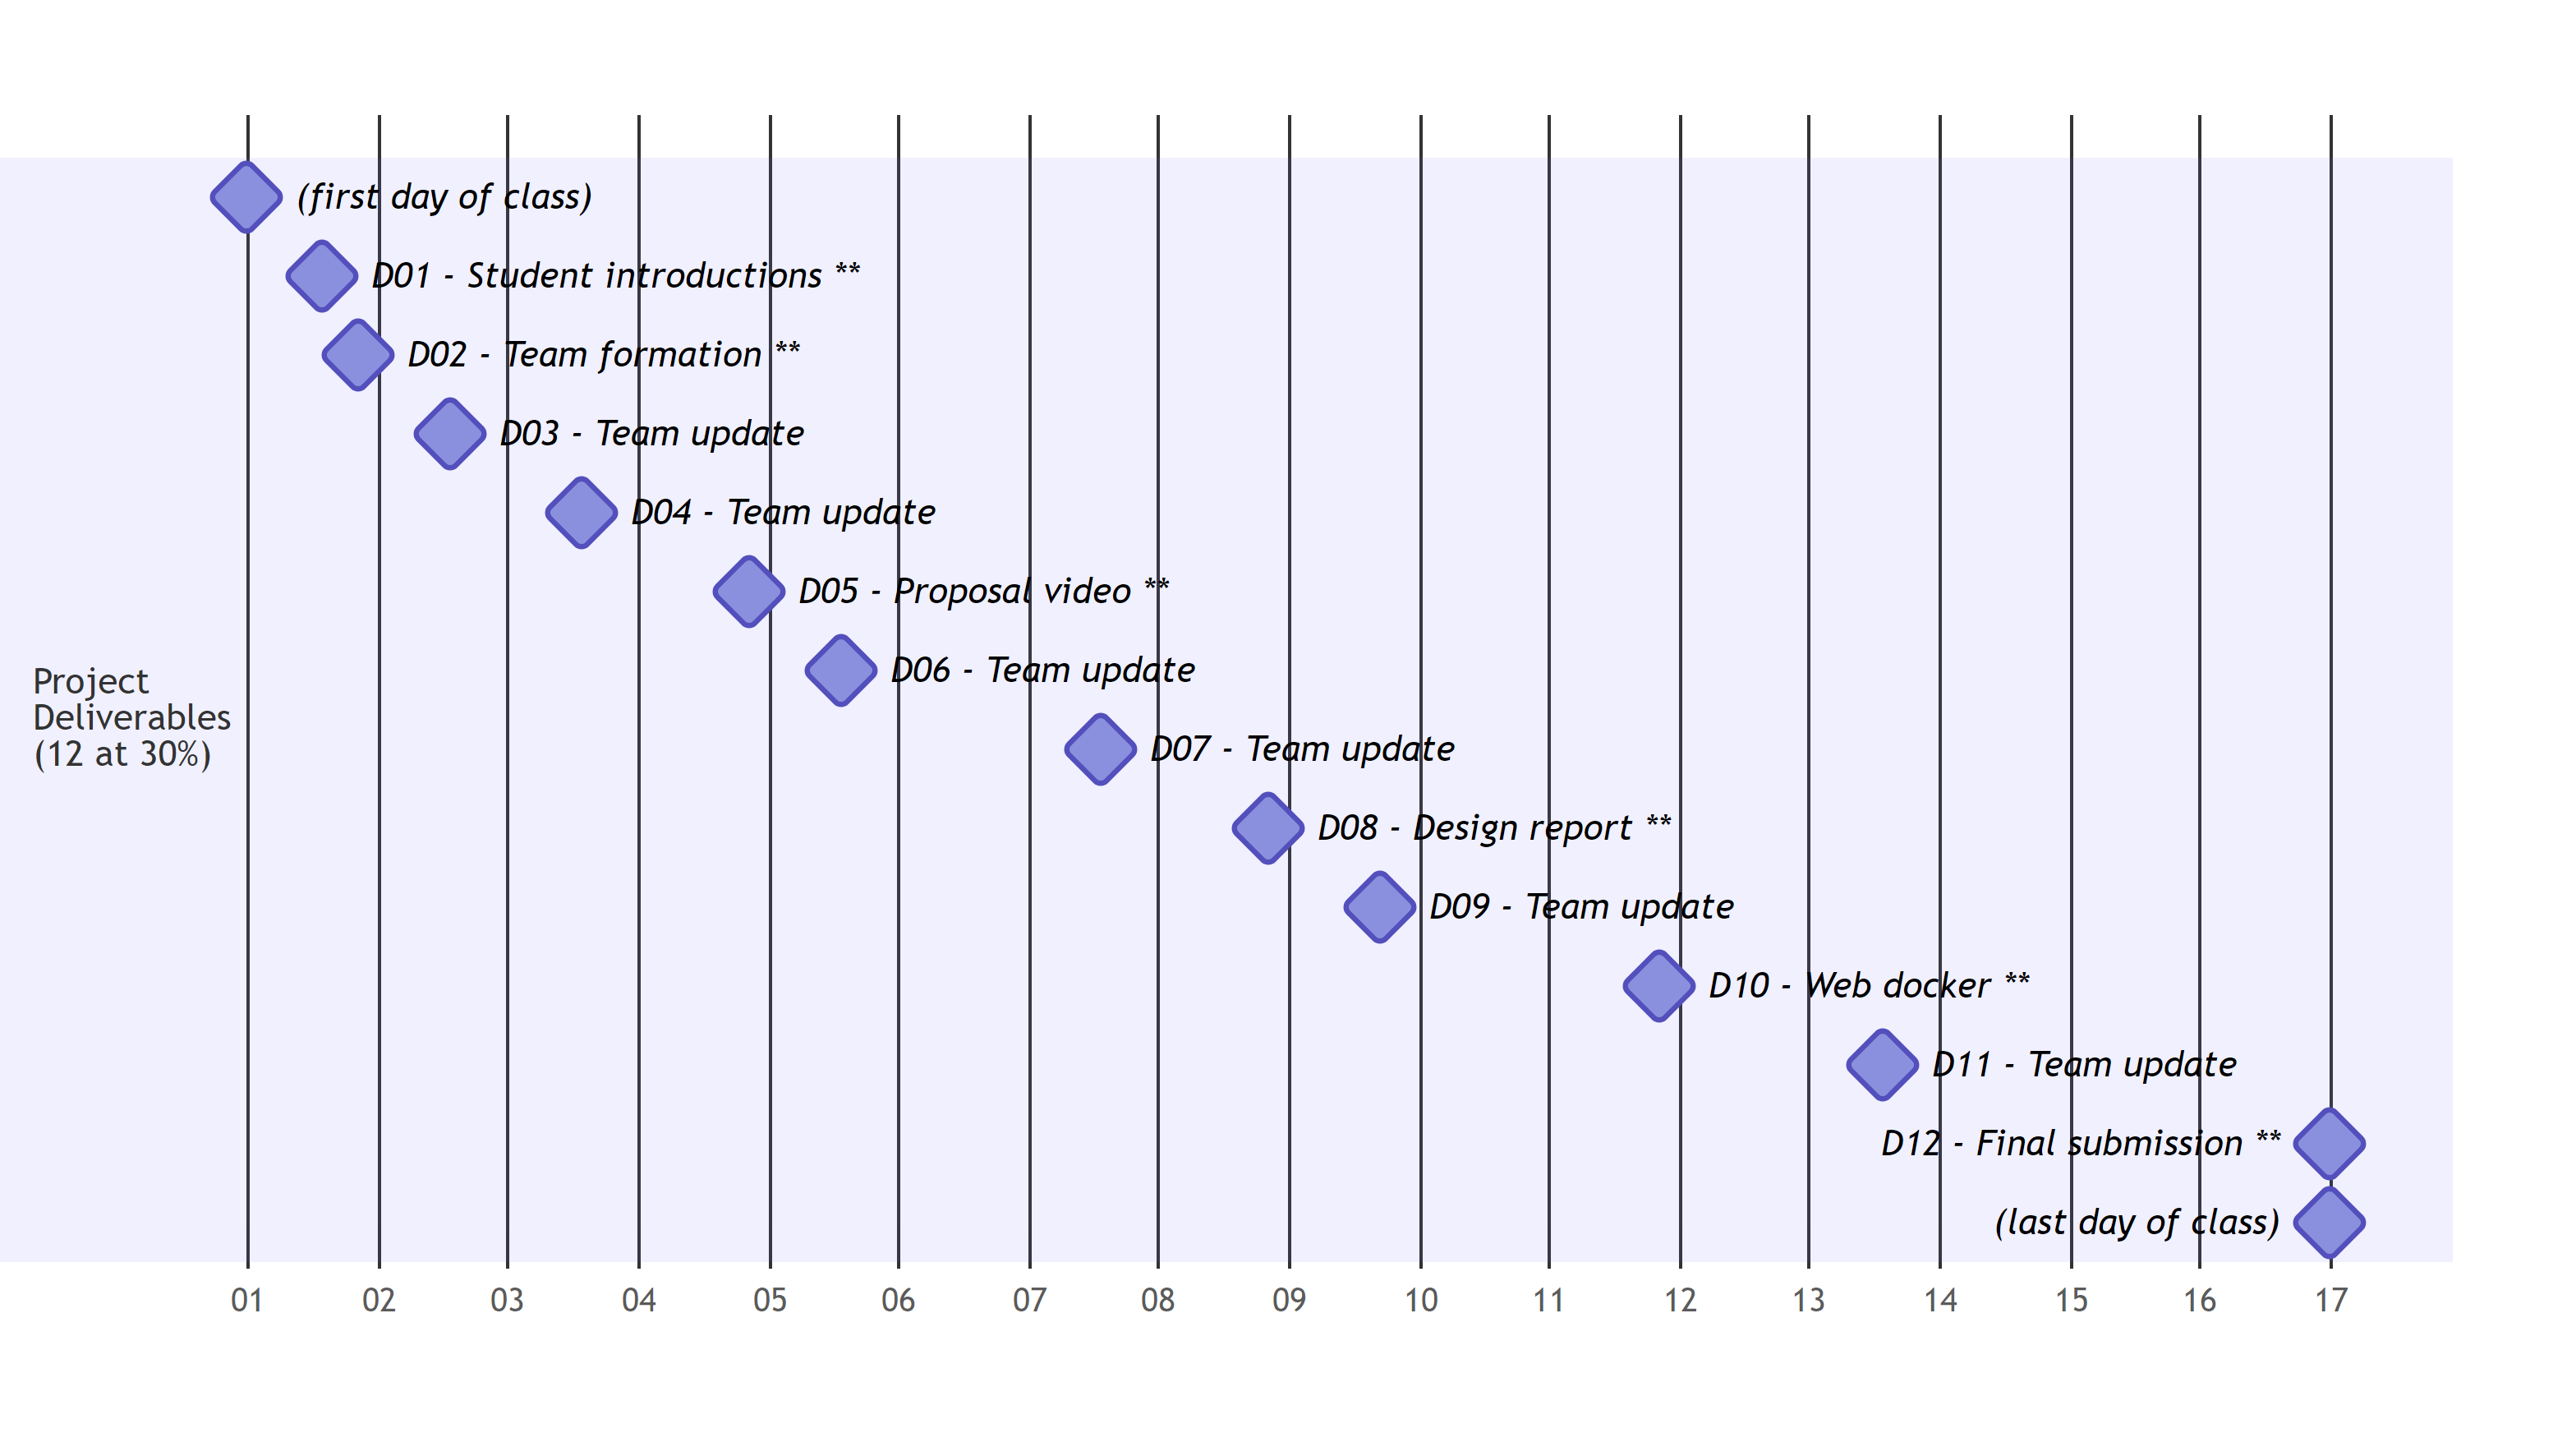 (first day of class)
D01 - Student introductions **
D02 - Team formation **
D03 - Team update
D04 - Team update
D05 - Proposal video **
D06 - Team update
Project
Deliverables
(12 at 30%)
D07 - Team update
D08 - Design report **
D09 - Team update
D10 - Web docker **
D11 - Team update
D12 - Final submission **
(last day of class)
01 02 03 04 05 06 07 08 09 10 11 12 13 14 15 16 17